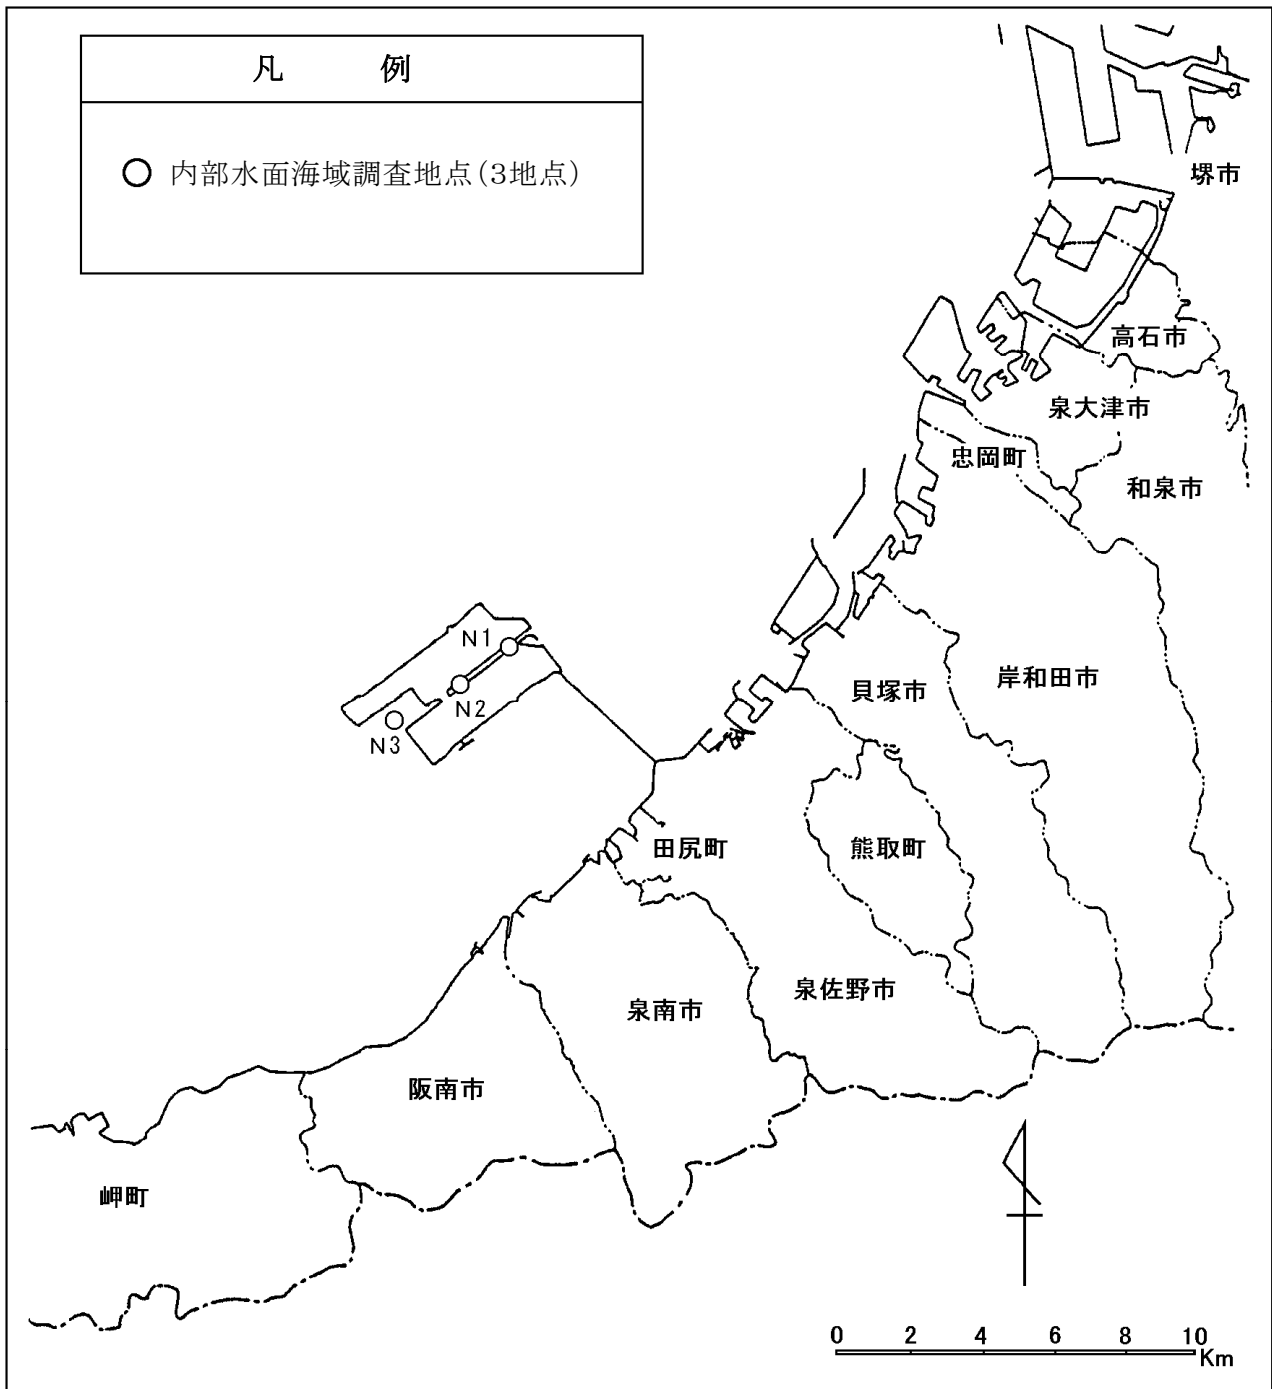 凡　　例
内部水面海域調査地点(3地点)
堺市
高石市
泉大津市
忠岡町
和泉市
N1
岸和田市
貝塚市
N2
N3
田尻町
熊取町
泉佐野市
泉南市
阪南市
岬町
0 2 4 6 8 10
Km